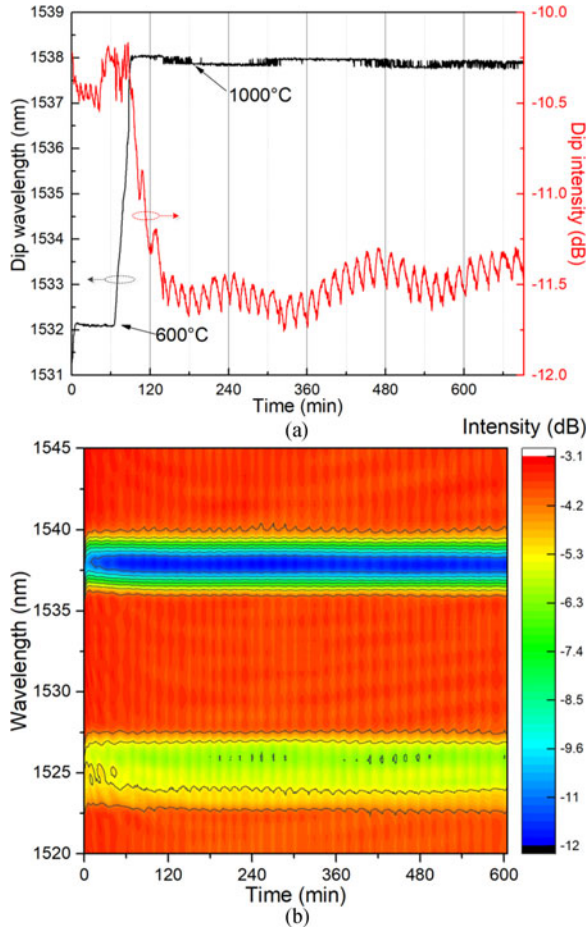 1539
1538
1537
1536
1535
1534
1533
1532
1531
Dip wavelength (nm)
1000°C
600°C
-10.0
-10.5
-11.0
-11.5
-12.0
Dip intensity (dB)
0 120 240 360 480 600
Time (min)
(a)
Intensity (dB)
1545
1540
1535
1530
1525
1520
Wavelength (nm)
-3.1
-4.2
-5.3
-6.4
-7.5
-8.5
-9.6
-11
-12
0 120 240 360 480 600
Time (min)
(b)